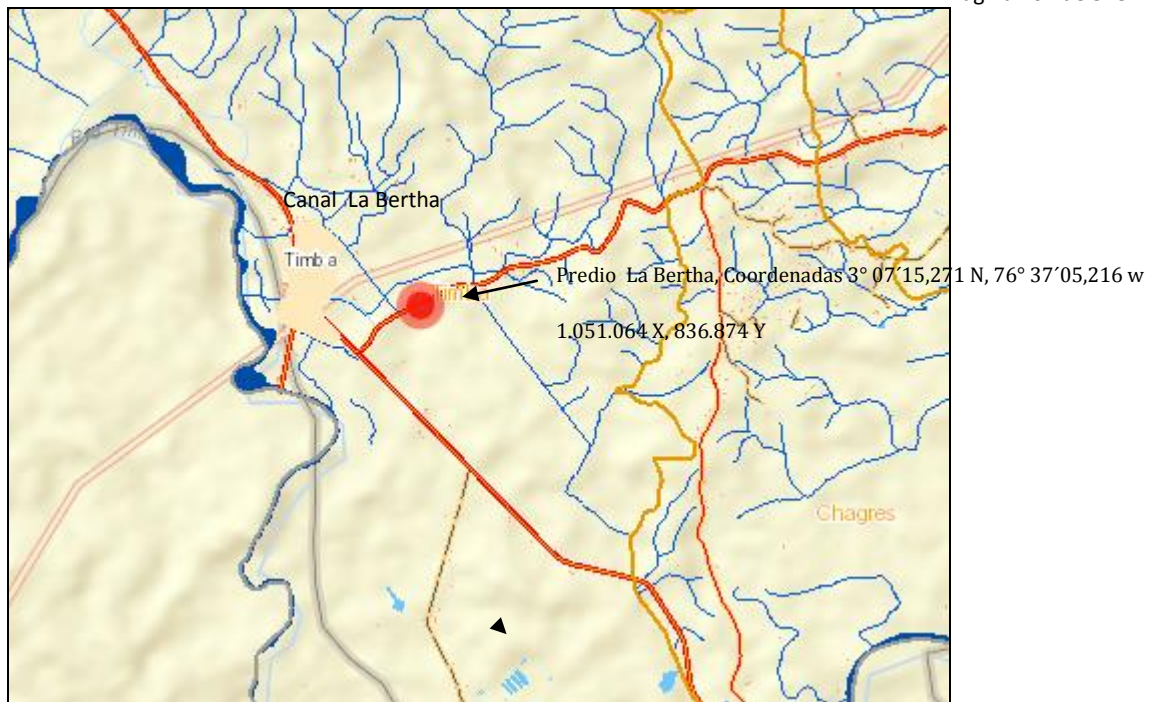 Canal La Bertha
Timba
Predio La Bertha, Coordenadas 3° 07´15,271 N, 76° 37´05,216 w
1.051.064 X, 836.874 Y
Chagres